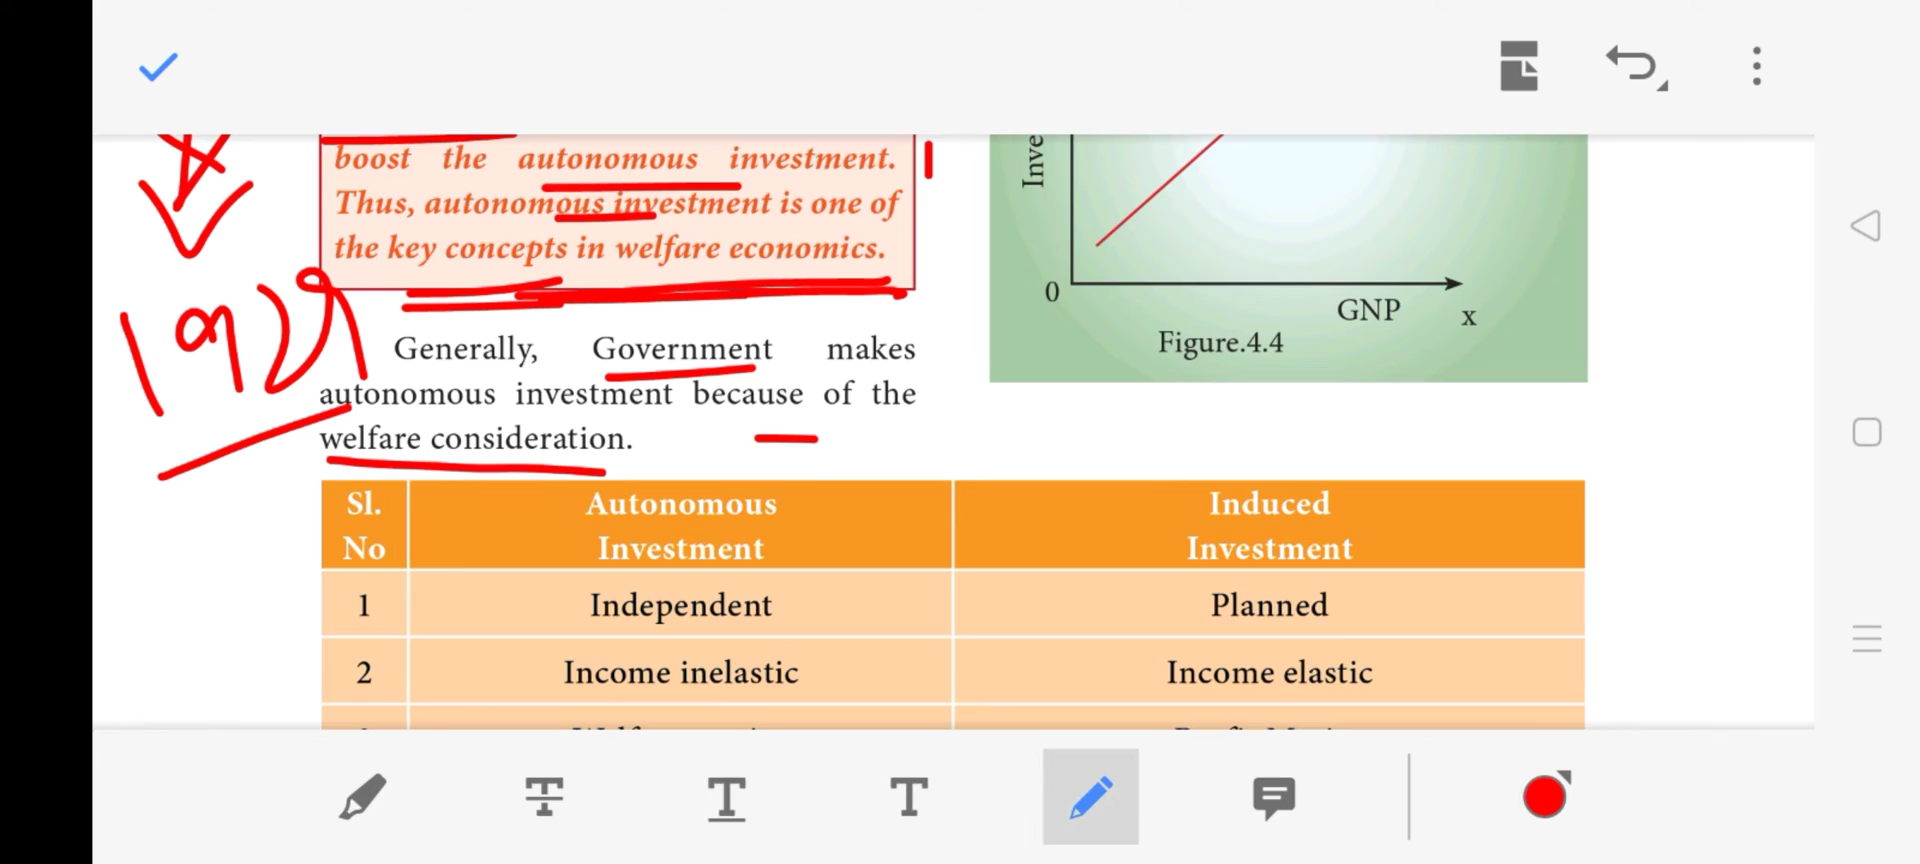 boost the autonomous investment.
Thus, autonomous investment is one of
the key concepts in welfare economics.
Generally, Government makes
autonomous investment because of the
welfare consideration.
Inve
0
GNP
x
Figure.4.4
Sl. No
Autonomous Investment
Induced Investment
1
Independent
Planned
2
Income inelastic
Income elastic